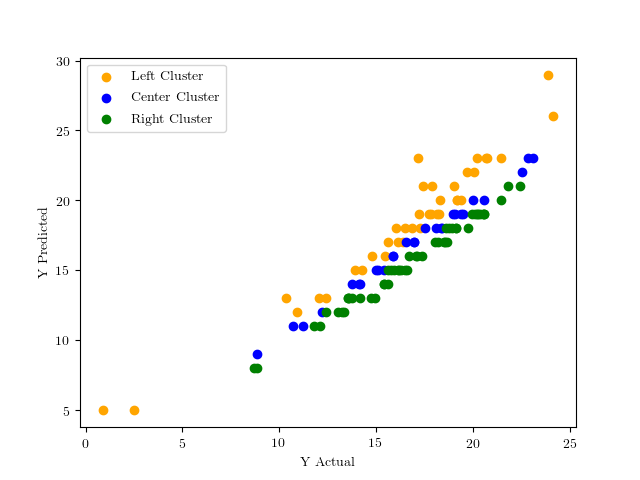 30
25
20
15
10
5
Y Predicted
Left Cluster
Center Cluster
Right Cluster
0 5 10 15 20 25
Y Actual